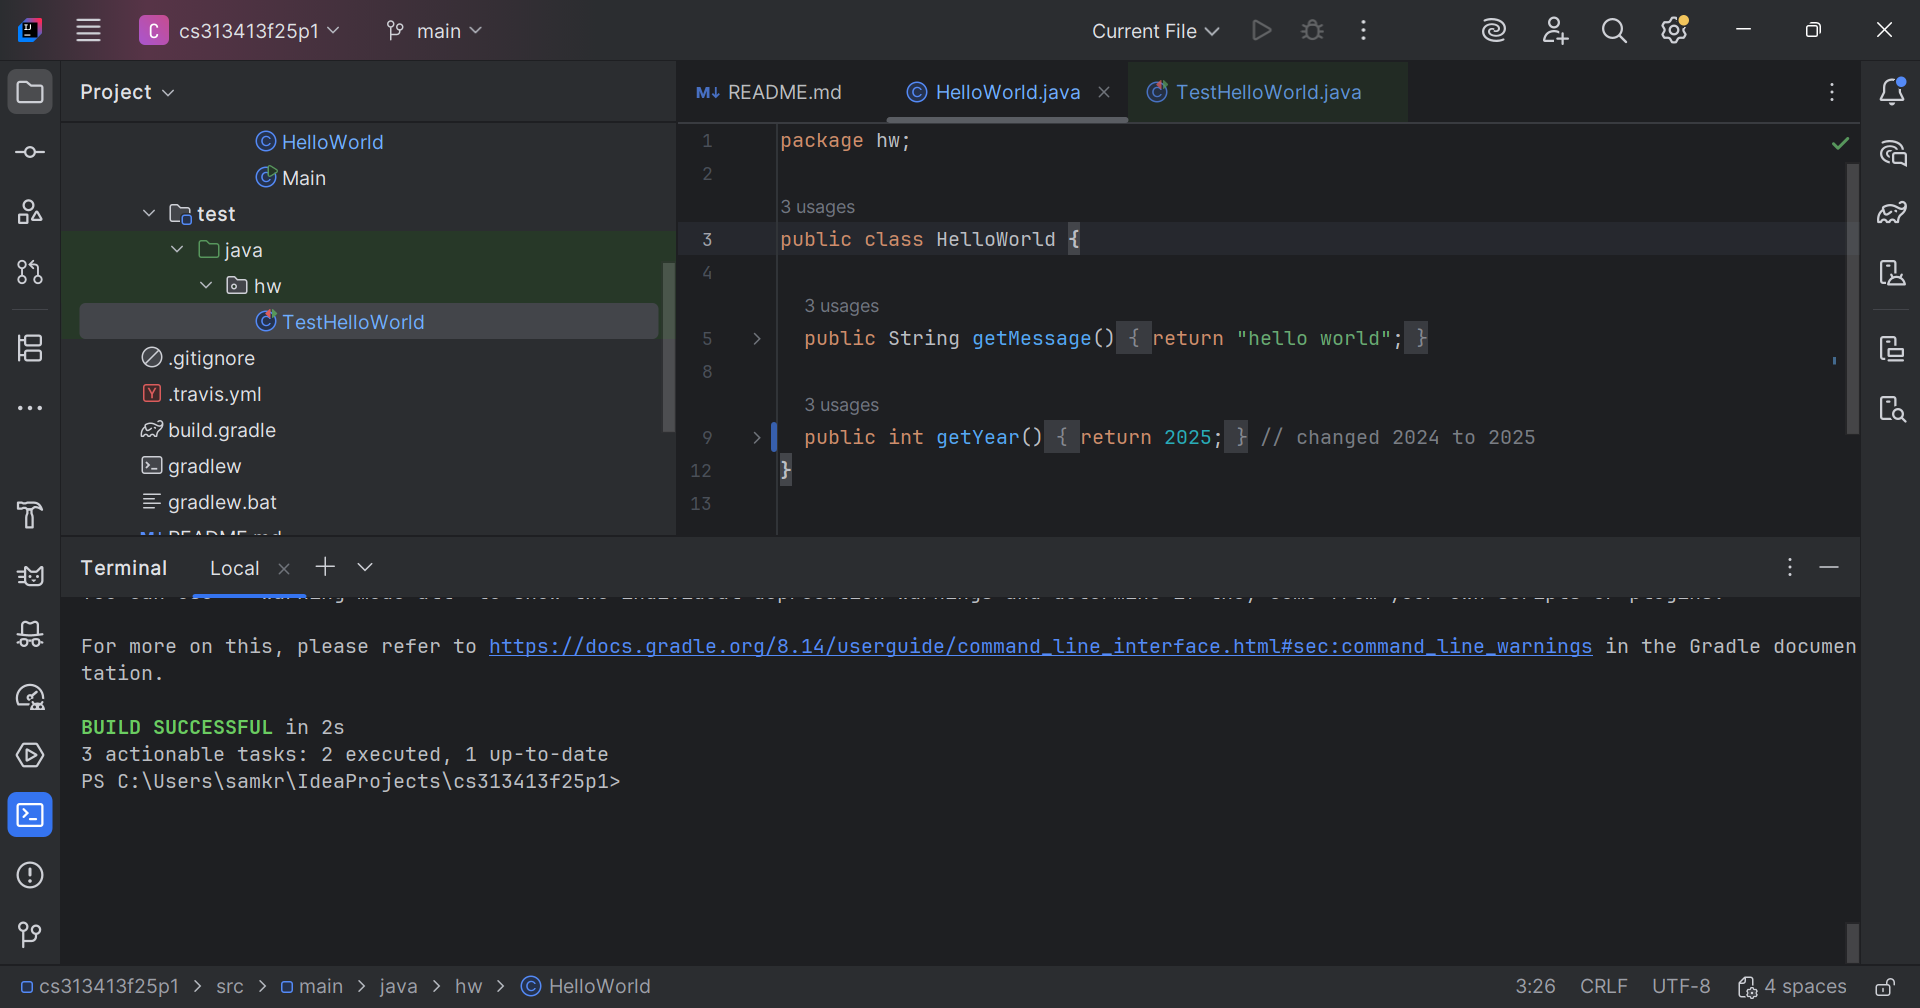 C cs313413f25p1 main Current File
Project
HelloWorld
Main
test
java
hw
TestHelloWorld
.gitignore
.travis.yml
build.gradle
gradlew
gradlew.bat
README.md
README.md HelloWorld.java TestHelloWorld.java
1 package hw;
2
3 usages
3 public class HelloWorld {
4
3 usages
5 public String getMessage() { return "hello world"; }
8
3 usages
9 public int getYear() { return 2025; } // changed 2024 to 2025
12 }
13
Terminal Local
For more on this, please refer to https://docs.gradle.org/8.14/userguide/command_line_interface.html#sec:command_line_warnings in the Gradle documen
tation.
BUILD SUCCESSFUL in 2s
3 actionable tasks: 2 executed, 1 up-to-date
PS C:\Users\samkr\IdeaProjects\cs313413f25p1>
cs313413f25p1 > src > main > java > hw > HelloWorld 3:26 CRLF UTF-8 4 spaces